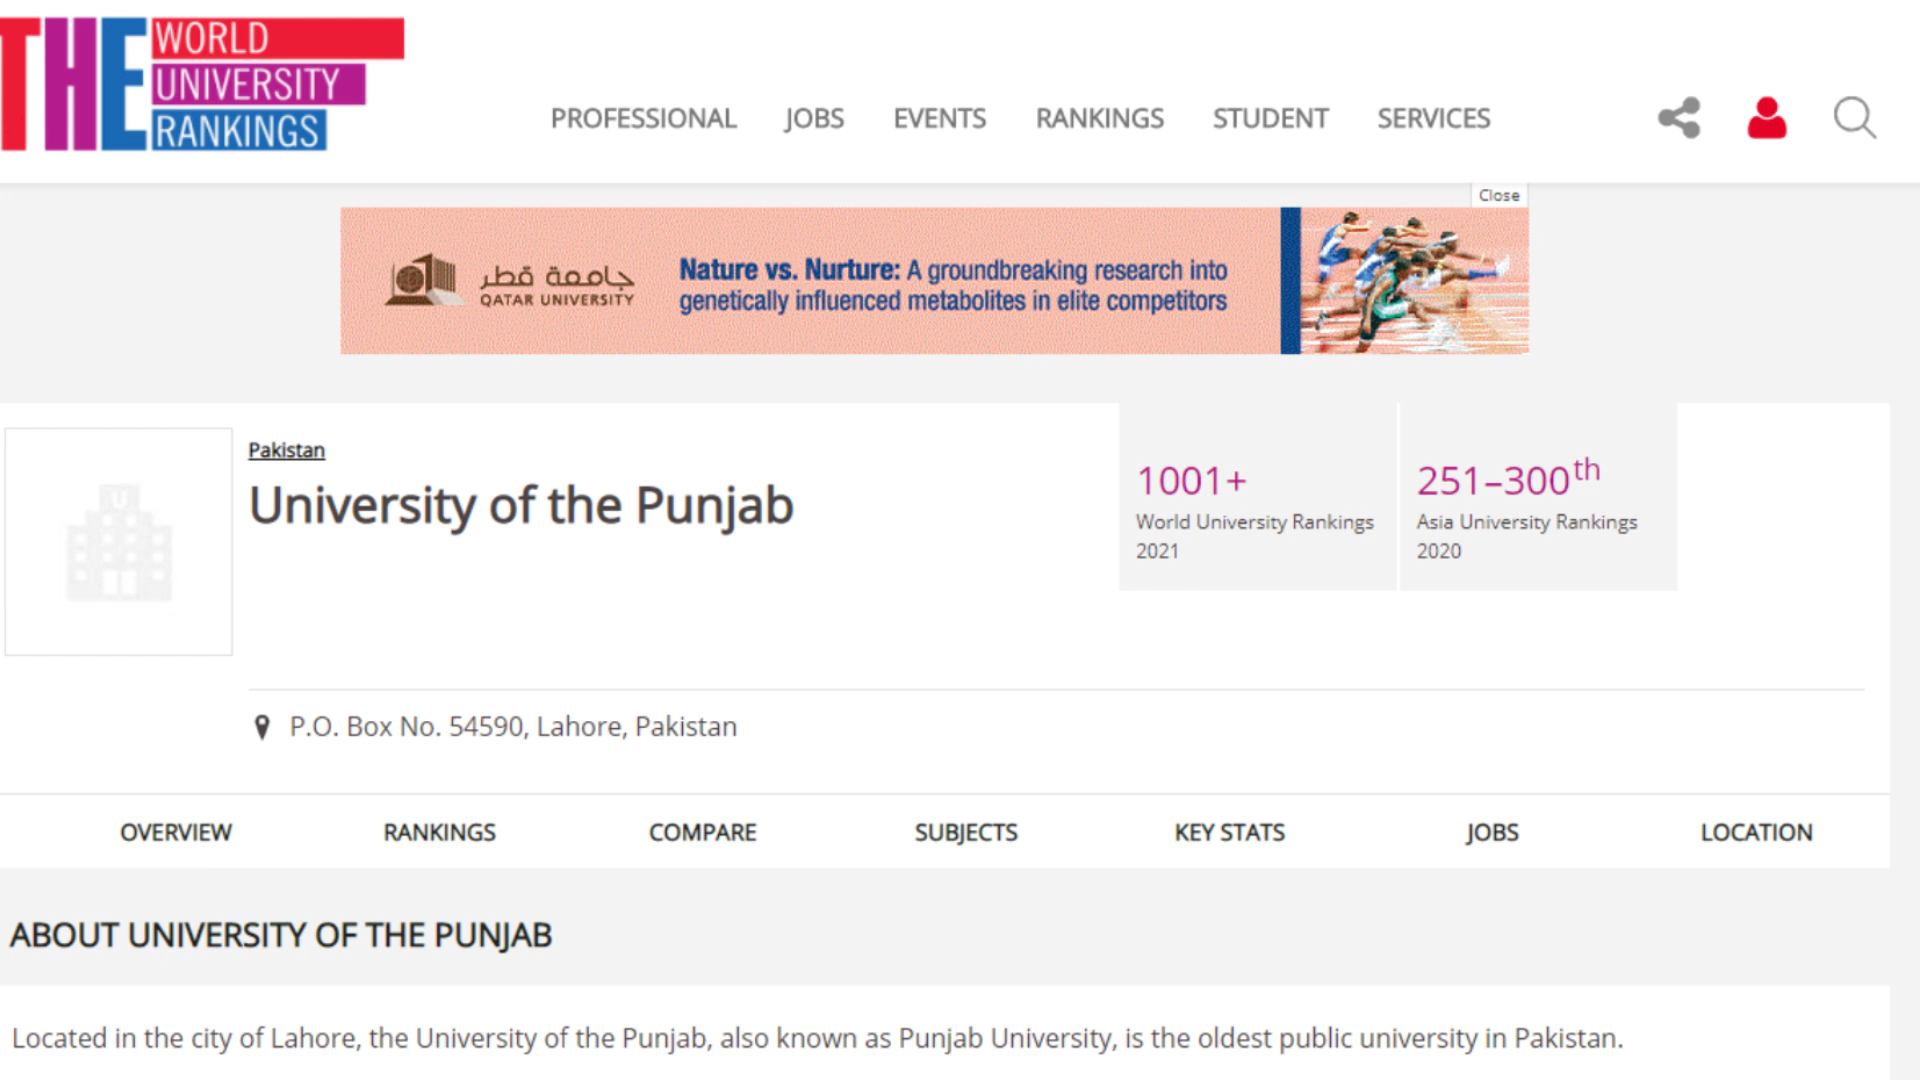 THE WORLD
UNIVERSITY
RANKINGS
PROFESSIONAL JOBS EVENTS RANKINGS STUDENT SERVICES
Close
جامعة قطر
QATAR UNIVERSITY
Nature vs. Nurture: A groundbreaking research into
genetically influenced metabolites in elite competitors
Pakistan
University of the Punjab
1001+
World University Rankings
2021
251–300th
Asia University Rankings
2020
P.O. Box No. 54590, Lahore, Pakistan
OVERVIEW RANKINGS COMPARE SUBJECTS KEY STATS JOBS LOCATION
ABOUT UNIVERSITY OF THE PUNJAB
Located in the city of Lahore, the University of the Punjab, also known as Punjab University, is the oldest public university in Pakistan.